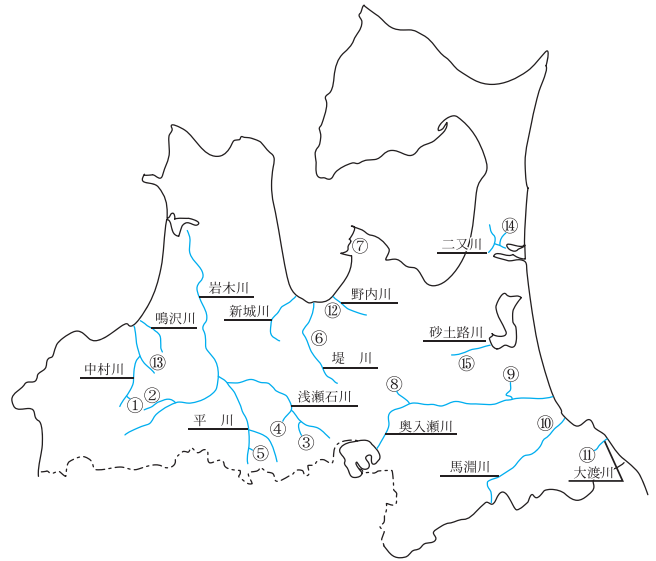 ⑦
⑭
二又川
岩木川
新城川
野内川
⑫
鳴沢川
砂土路川
⑥
⑬
⑮
中村川
堤 川
⑧
⑨
②
①
浅瀬石川
平 川
④
③
奥入瀬川
⑩
⑤
⑪
馬淵川
大渡川